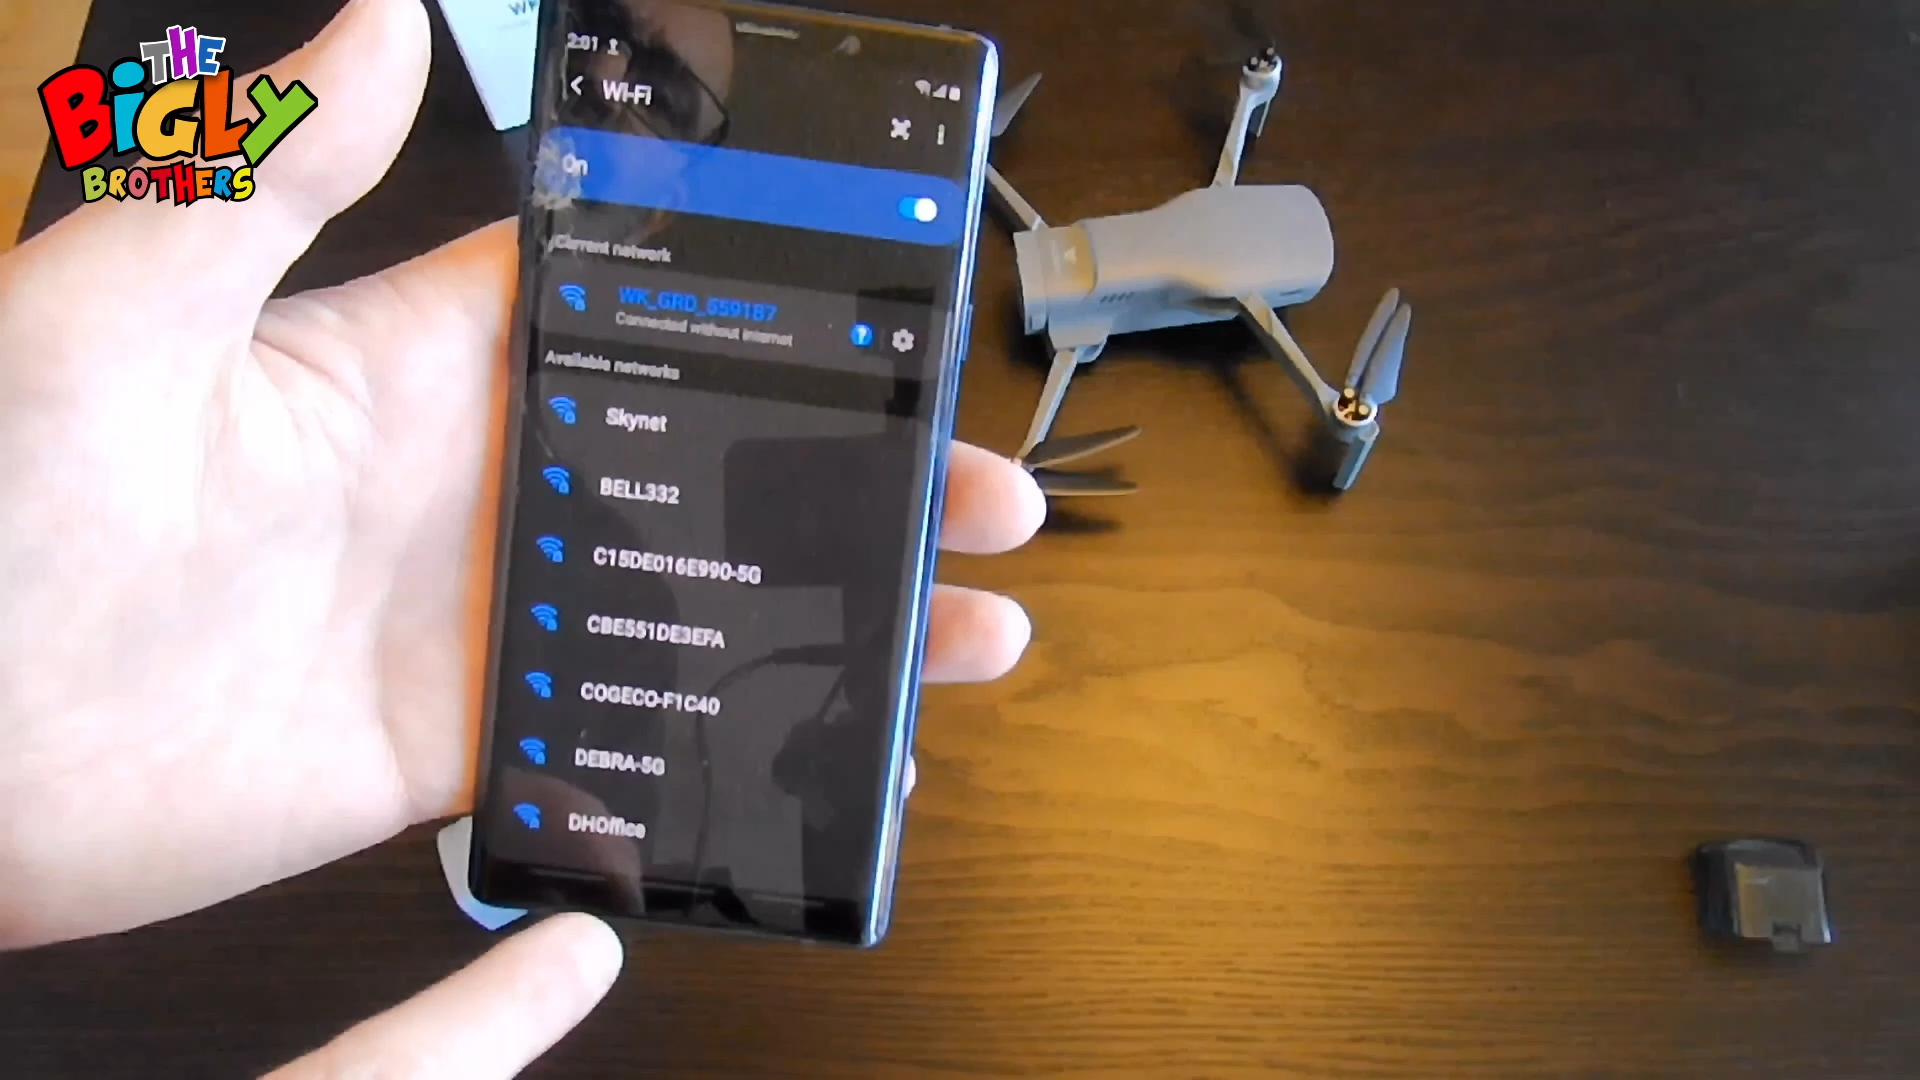 THE
BiGLY
BROTHERS
2:01
Wi-Fi
On
Current network
WK_GRD_5591B7
Connected without internet
Available networks
Skynet
BELL332
C15DE016E990-5G
CBE551DE3EFA
COGECO-F1C40
DEBRA-5G
DHOffice